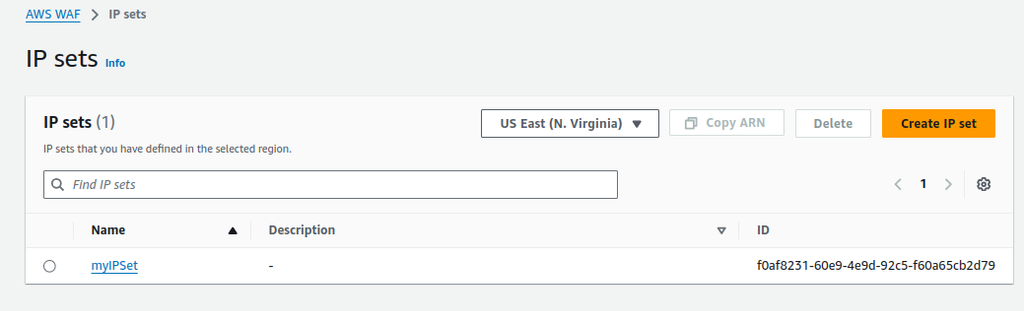 AWS WAF > IP sets
IP sets Info
IP sets (1)
US East (N. Virginia) Copy ARN Delete Create IP set
IP sets that you have defined in the selected region.
Find IP sets
1
Name Description ID
myIPSet - f0af8231-60e9-4e9d-92c5-f60a65cb2d79